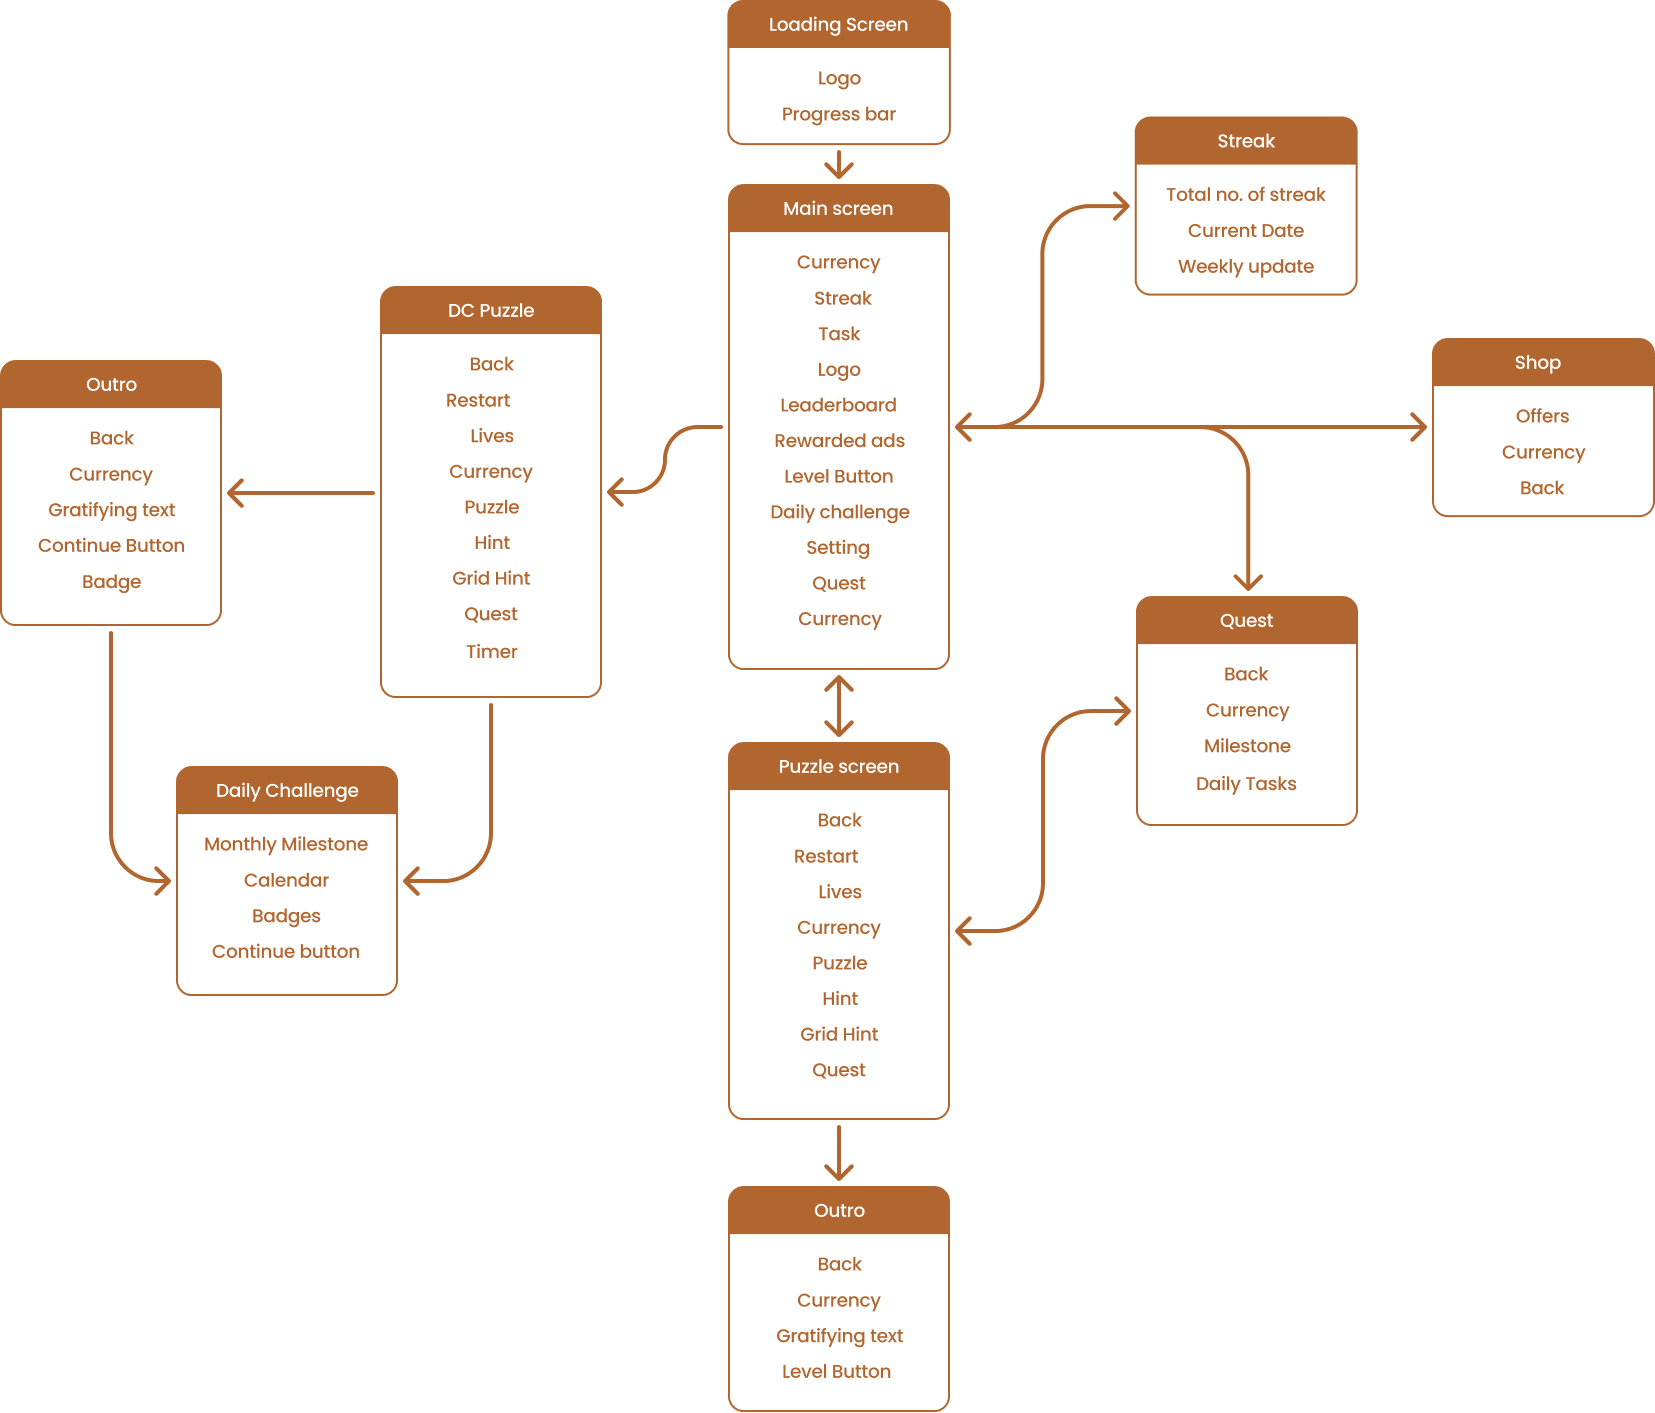 Loading Screen
Logo
Progress bar
Main screen
Currency
Streak
Task
Logo
Leaderboard
Rewarded ads
Level Button
Daily challenge
Setting
Quest
Currency
Streak
Total no. of streak
Current Date
Weekly update
Shop
Offers
Currency
Back
DC Puzzle
Back
Restart
Lives
Currency
Puzzle
Hint
Grid Hint
Quest
Timer
Outro
Back
Currency
Gratifying text
Continue Button
Badge
Quest
Back
Currency
Milestone
Daily Tasks
Daily Challenge
Monthly Milestone
Calendar
Badges
Continue button
Puzzle screen
Back
Restart
Lives
Currency
Puzzle
Hint
Grid Hint
Quest
Outro
Back
Currency
Gratifying text
Level Button